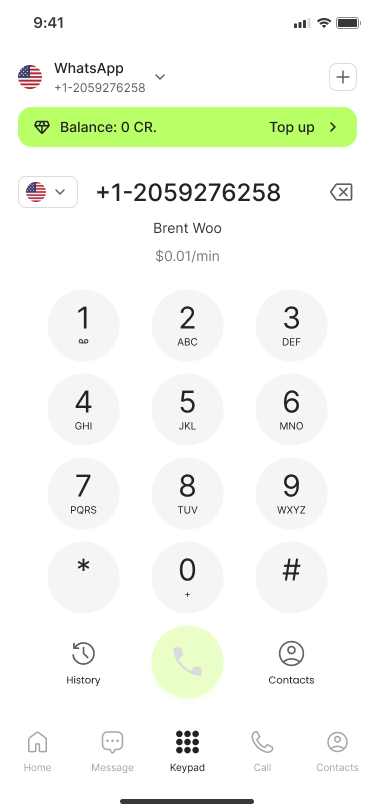 9:41
WhatsApp
+1-2059276258
Balance: 0 CR.
Top up
+1-2059276258
Brent Woo
$0.01/min
1
2
ABC
3
DEF
4
GHI
5
JKL
6
MNO
7
PQRS
8
TUV
9
WXYZ
*
0
+
#
History
Contacts
Home
Message
Keypad
Call
Contacts